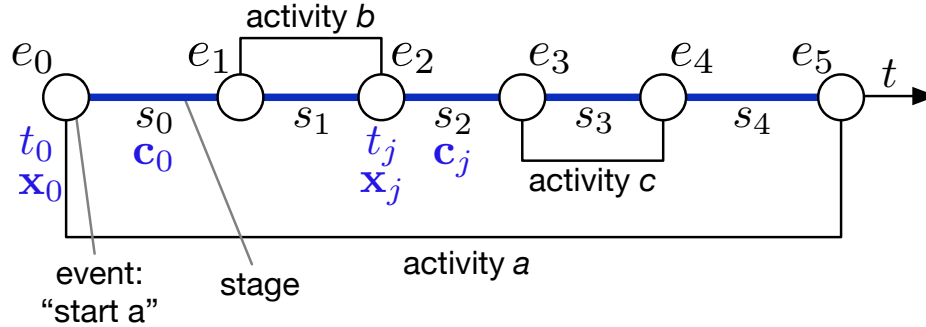 activity b
e₀ e₁ e₂ e₃ e₄ e₅ t
s₀ s₁ s₂ s₃ s₄
t₀ c₀ tⱼ cⱼ
x₀ xⱼ
activity c
activity a
event:
“start a”
stage